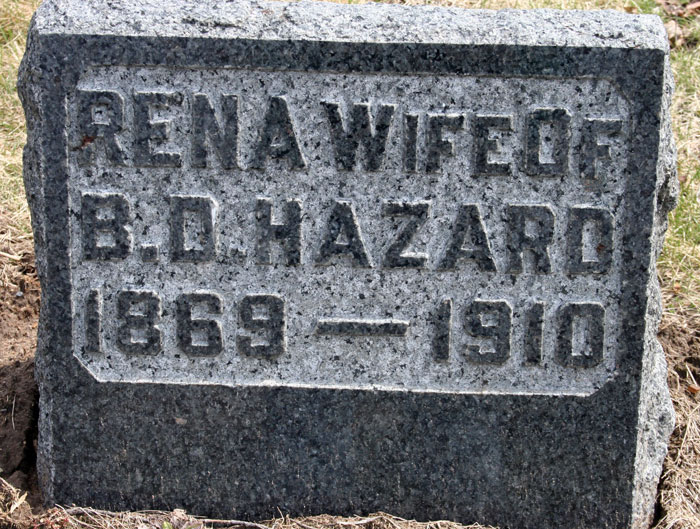 RENA WIFE OF
B.D. HAZARD
1869 — 1910